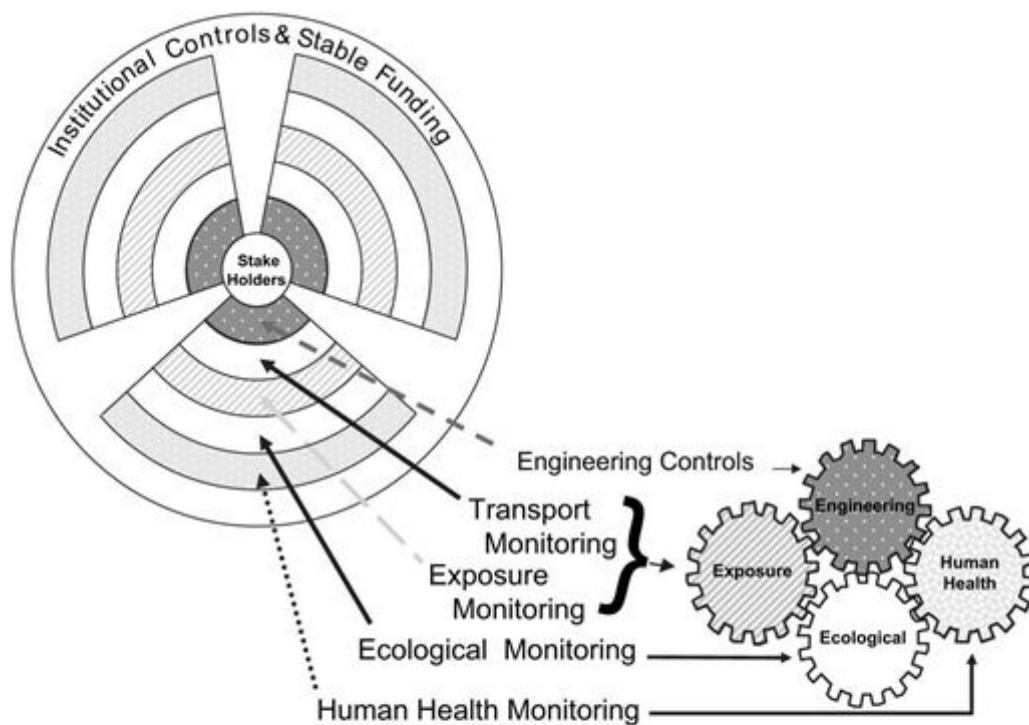 Institutional Controls & Stable Funding
Stake
Holders
Engineering Controls
Transport
Monitoring
Exposure
Monitoring
Ecological Monitoring
Human Health Monitoring
Engineering
Exposure
Human
Health
Ecological